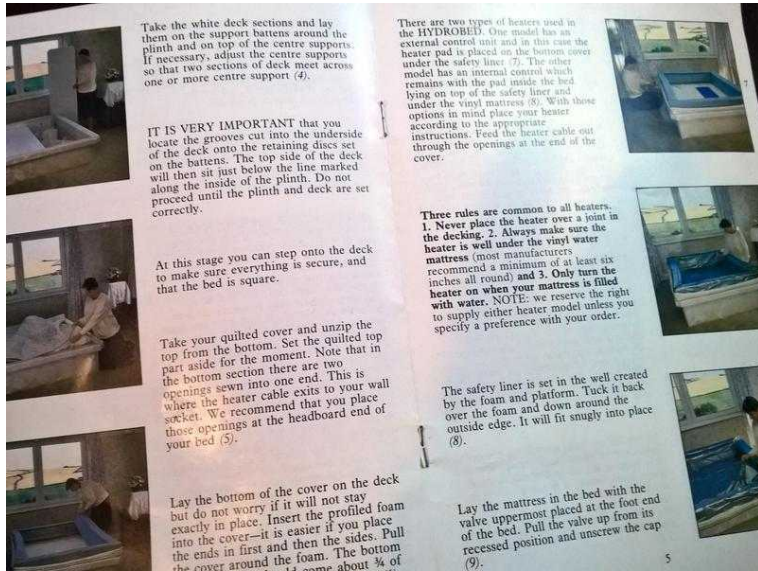 Take the white deck sections and lay
them on the support battens around the
plinth and on top of the centre supports.
If necessary, adjust the centre supports
so that two sections of deck meet across
one or more centre support (4).
IT IS VERY IMPORTANT that you
locate the grooves cut into the underside
of the deck onto the retaining discs set
on the battens. The top side of the deck
will then sit just below the line marked
along the inside of the plinth. Do not
proceed until the plinth and deck are set
correctly.
At this stage you can step onto the deck
to make sure everything is secure, and
that the bed is square.
Take your quilted cover and unzip the
top from the bottom. Set the quilted top
part aside for the moment. Note that in
the bottom section there are two
openings sewn into one end. This is
where the heater cable exits to your wall
socket. We recommend that you place
those openings at the headboard end of
your bed (5).
Lay the bottom of the cover on the deck
but do not worry if it will not stay
exactly in place. Insert the profiled foam
into the cover—it is easier if you place
the ends in first and then the sides. Pull
the cover around the foam. The bottom
come about ¾ of
There are two types of heaters used in
the HYDROBED. One model has an
external control unit and in this case the
heater pad is placed on the bottom cover
under the safety liner (7). The other
model has an internal control which
remains with the pad inside the bed
lying on top of the safety liner and
under the vinyl mattress (8). With those
options in mind place your heater
according to the appropriate
instructions. Feed the heater cable out
through the openings at the end of the
cover.
7
Three rules are common to all heaters.
1. Never place the heater over a joint in
the decking. 2. Always make sure the
heater is well under the vinyl water
mattress (most manufacturers
recommend a minimum of at least six
inches all round) and 3. Only turn the
heater on when your mattress is filled
with water. NOTE: we reserve the right
to supply either heater model unless you
specify a preference with your order.
The safety liner is set in the well created
by the foam and platform. Tuck it back
over the foam and down around the
outside edge. It will fit snugly into place
(8).
Lay the mattress in the bed with the
valve uppermost placed at the foot end
of the bed. Pull the valve up from its
recessed position and unscrew the cap
(9).
5